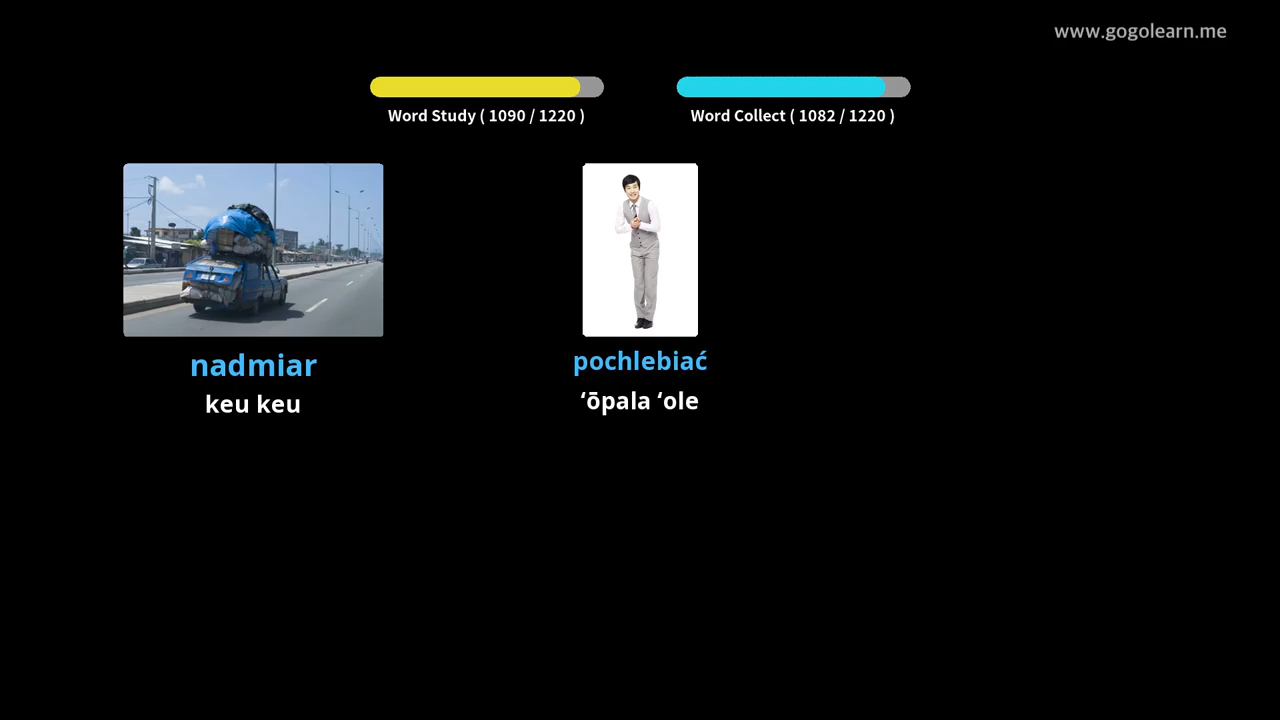 www.gogolearn.me
Word Study ( 1090 / 1220 )
Word Collect ( 1082 / 1220 )
nadmiar
keu keu
pochlebiać
ʻōpala ʻole